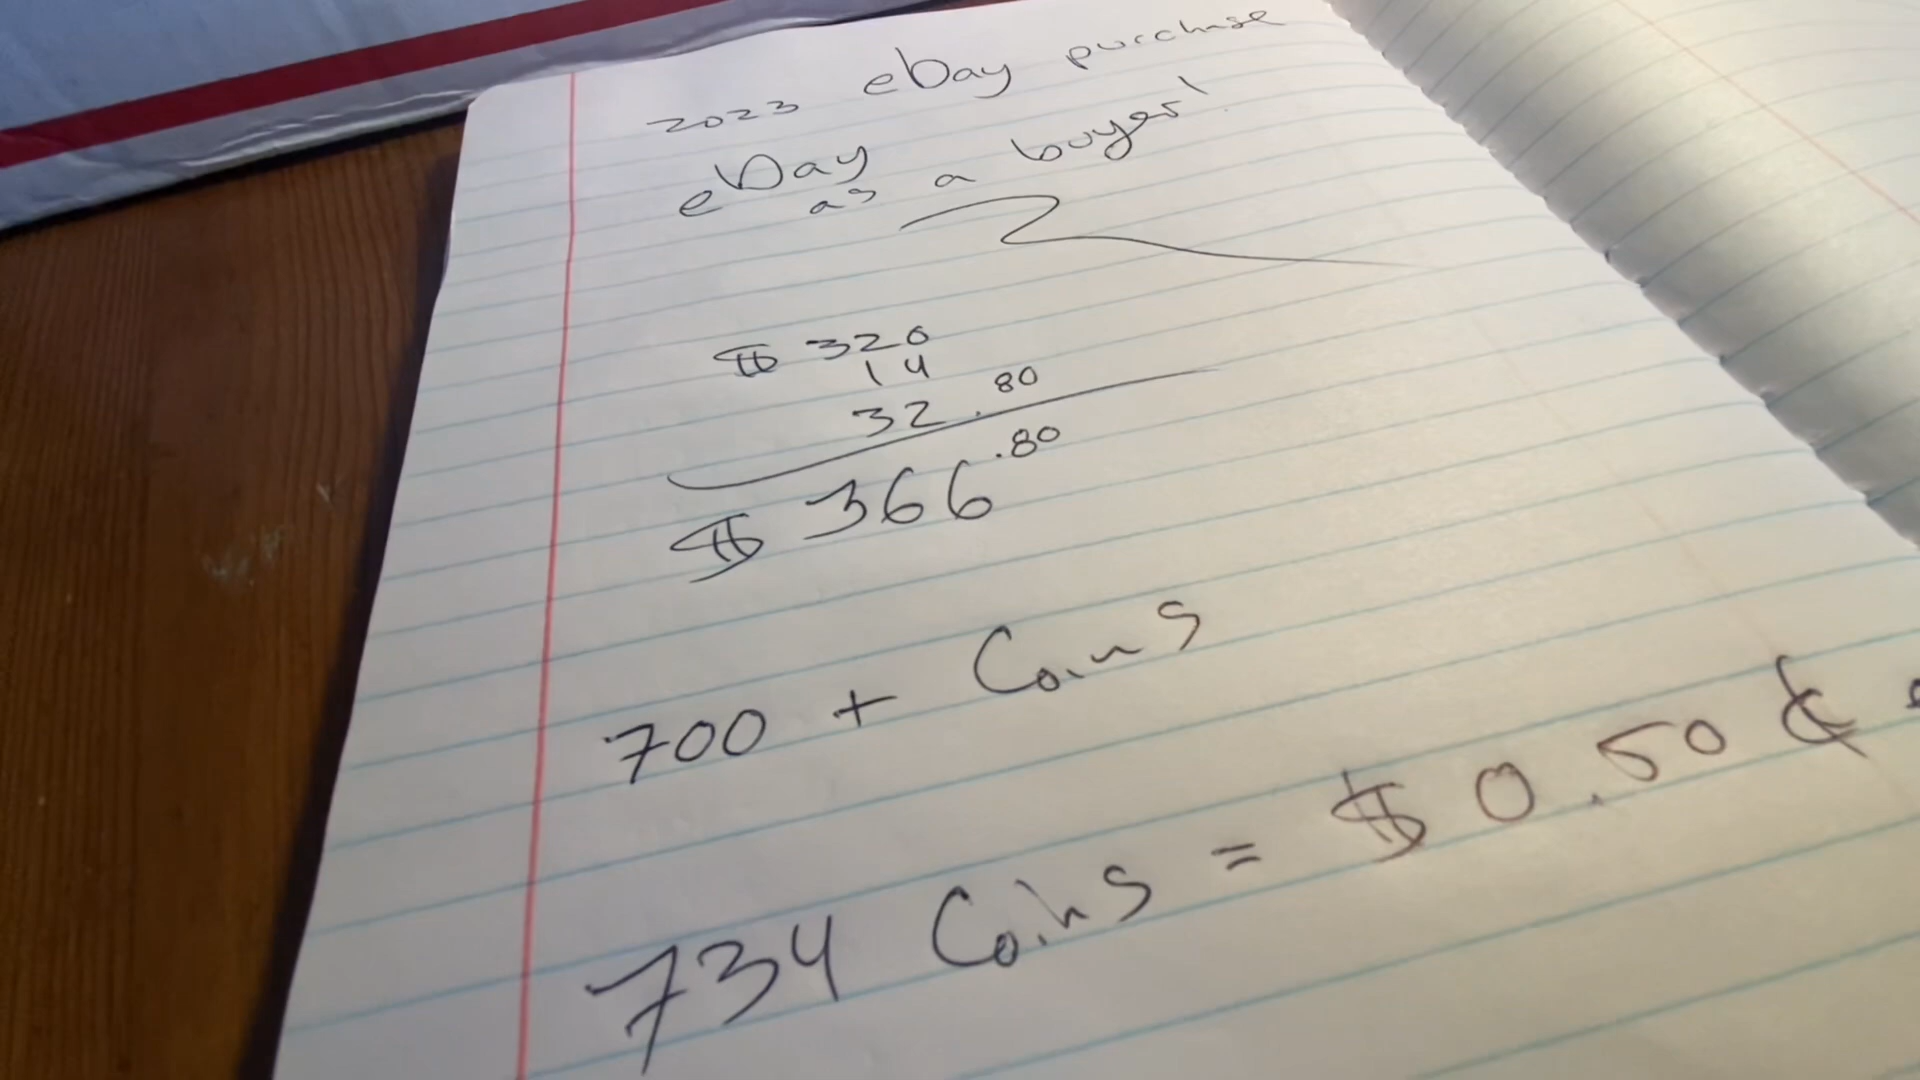 2023 eBay purchase
eBay
as a buyer!
$ 320
14
32.80
$ 366.80
700 + Coins
734 Coins = $ 0.50 ¢